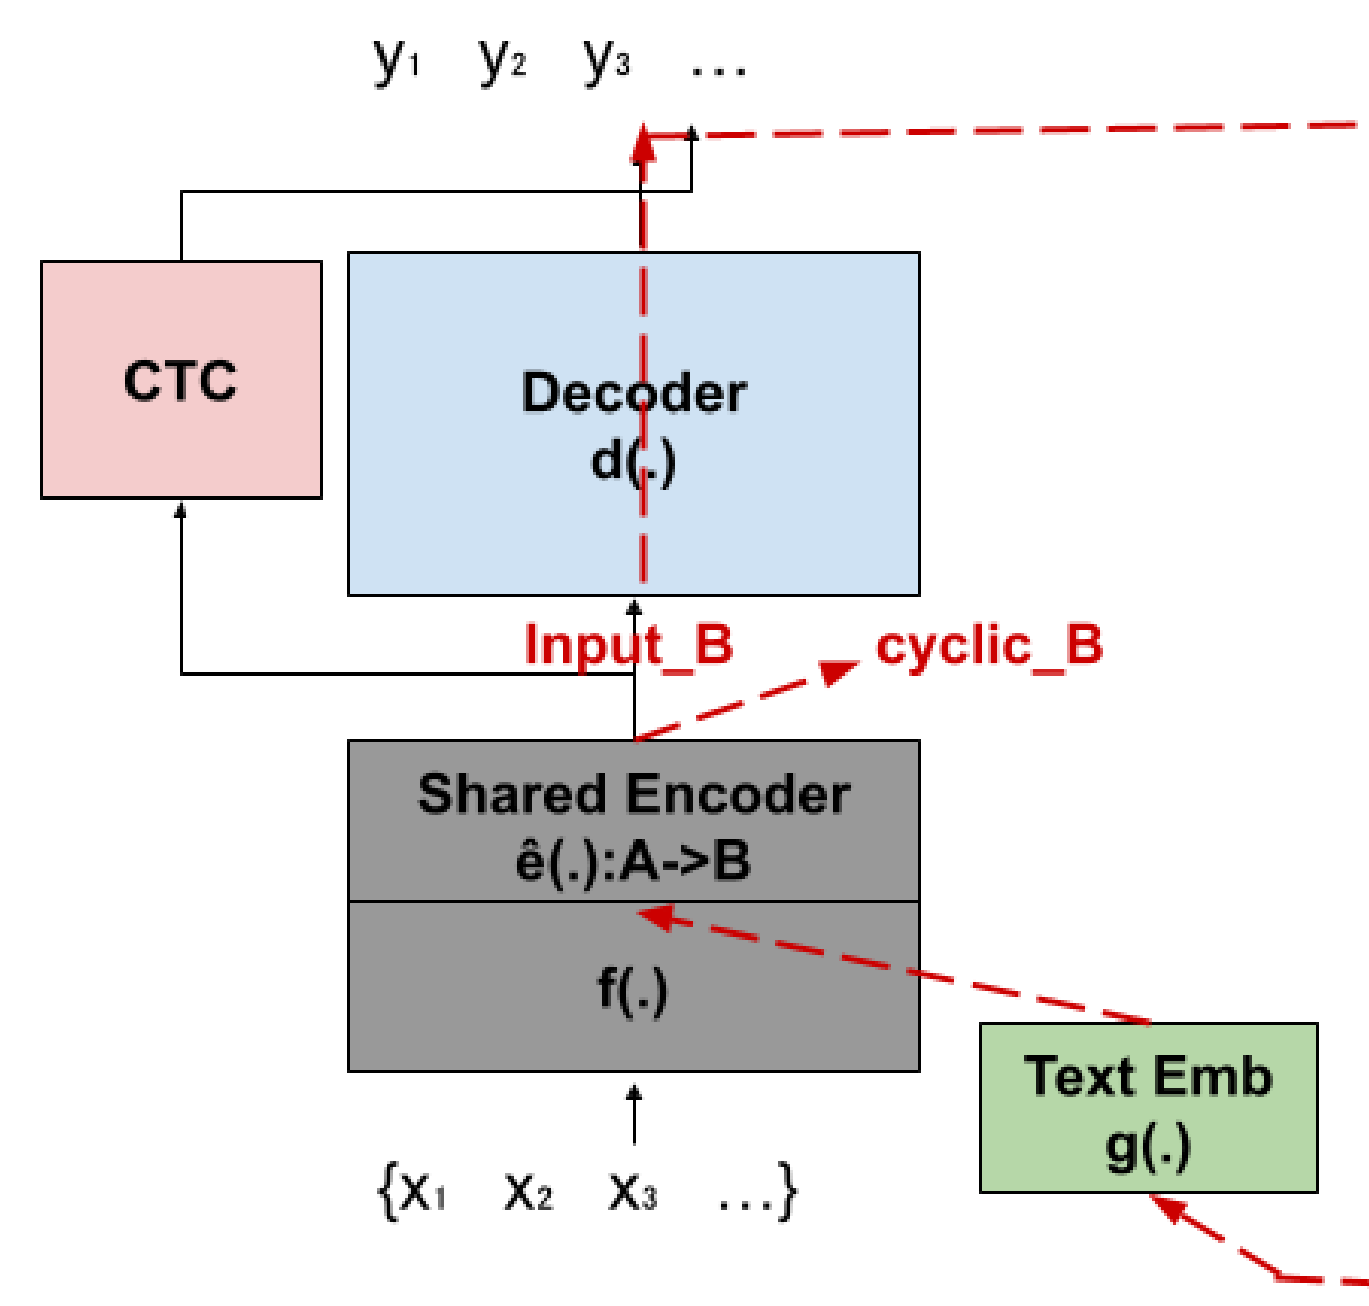 y₁ y₂ y₃ ...
CTC
Decoder
d(.)
Input_B
cyclic_B
Shared Encoder
ê(.):A->B
f(.)
Text Emb
g(.)
{x₁ x₂ x₃ ...}